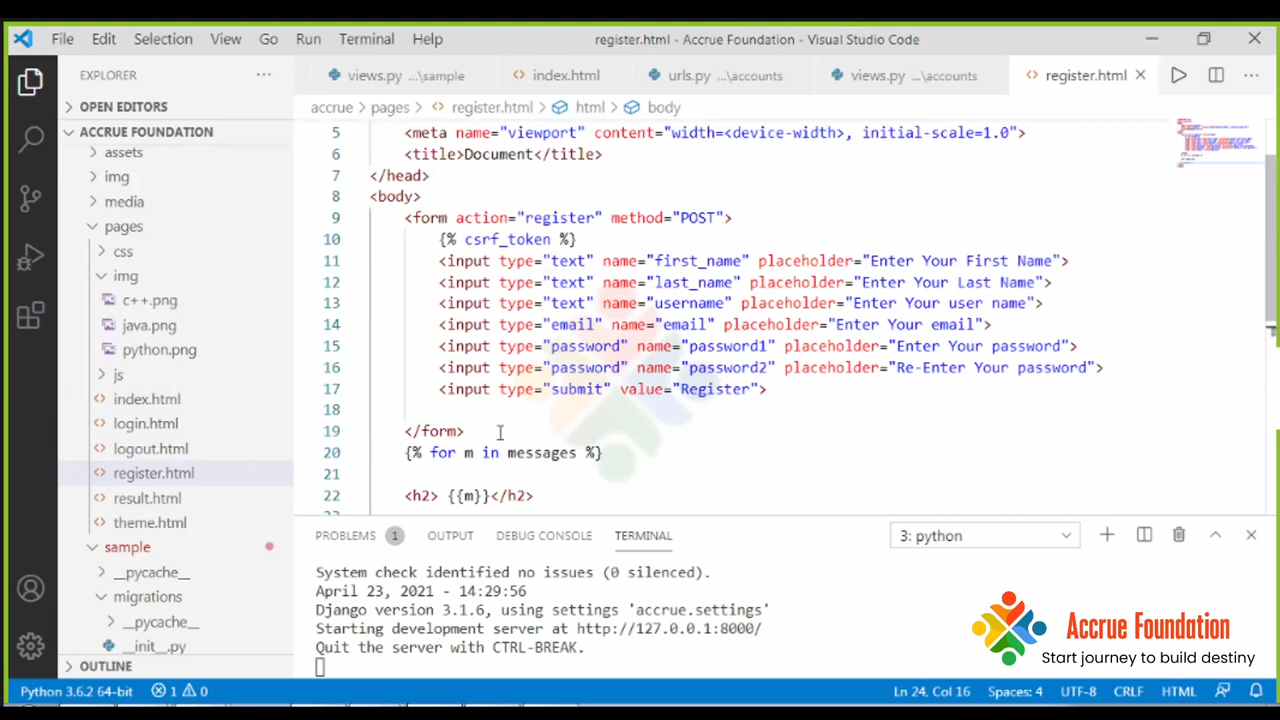 File Edit Selection View Go Run Terminal Help register.html - Accrue Foundation - Visual Studio Code
EXPLORER
views.py ...\sample index.html urls.py ...\accounts views.py ...\accounts register.html
OPEN EDITORS
ACCRUE FOUNDATION
assets
img
media
pages
css
img
c++.png
java.png
python.png
js
index.html
login.html
logout.html
register.html
result.html
theme.html
sample
__pycache__
migrations
__pycache__
__init__.py
OUTLINE
accrue > pages > register.html > html > body
5 <meta name="viewport" content="width=<device-width>, initial-scale=1.0">
6 <title>Document</title>
7 </head>
8 <body>
9 <form action="register" method="POST">
10 {% csrf_token %}
11 <input type="text" name="first_name" placeholder="Enter Your First Name">
12 <input type="text" name="last_name" placeholder="Enter Your Last Name">
13 <input type="text" name="username" placeholder="Enter Your user name">
14 <input type="email" name="email" placeholder="Enter Your email">
15 <input type="password" name="password1" placeholder="Enter Your password">
16 <input type="password" name="password2" placeholder="Re-Enter Your password">
17 <input type="submit" value="Register">
18
19 </form>
20 {% for m in messages %}
21
22 <h2> {{m}}</h2>
PROBLEMS 1 OUTPUT DEBUG CONSOLE TERMINAL 3: python
System check identified no issues (0 silenced).
April 23, 2021 - 14:29:56
Django version 3.1.6, using settings 'accrue.settings'
Starting development server at http://127.0.0.1:8000/
Quit the server with CTRL-BREAK.
Accrue Foundation
Start journey to build destiny
Python 3.6.2 64-bit 1 0 Ln 24, Col 16 Spaces: 4 UTF-8 CRLF HTML